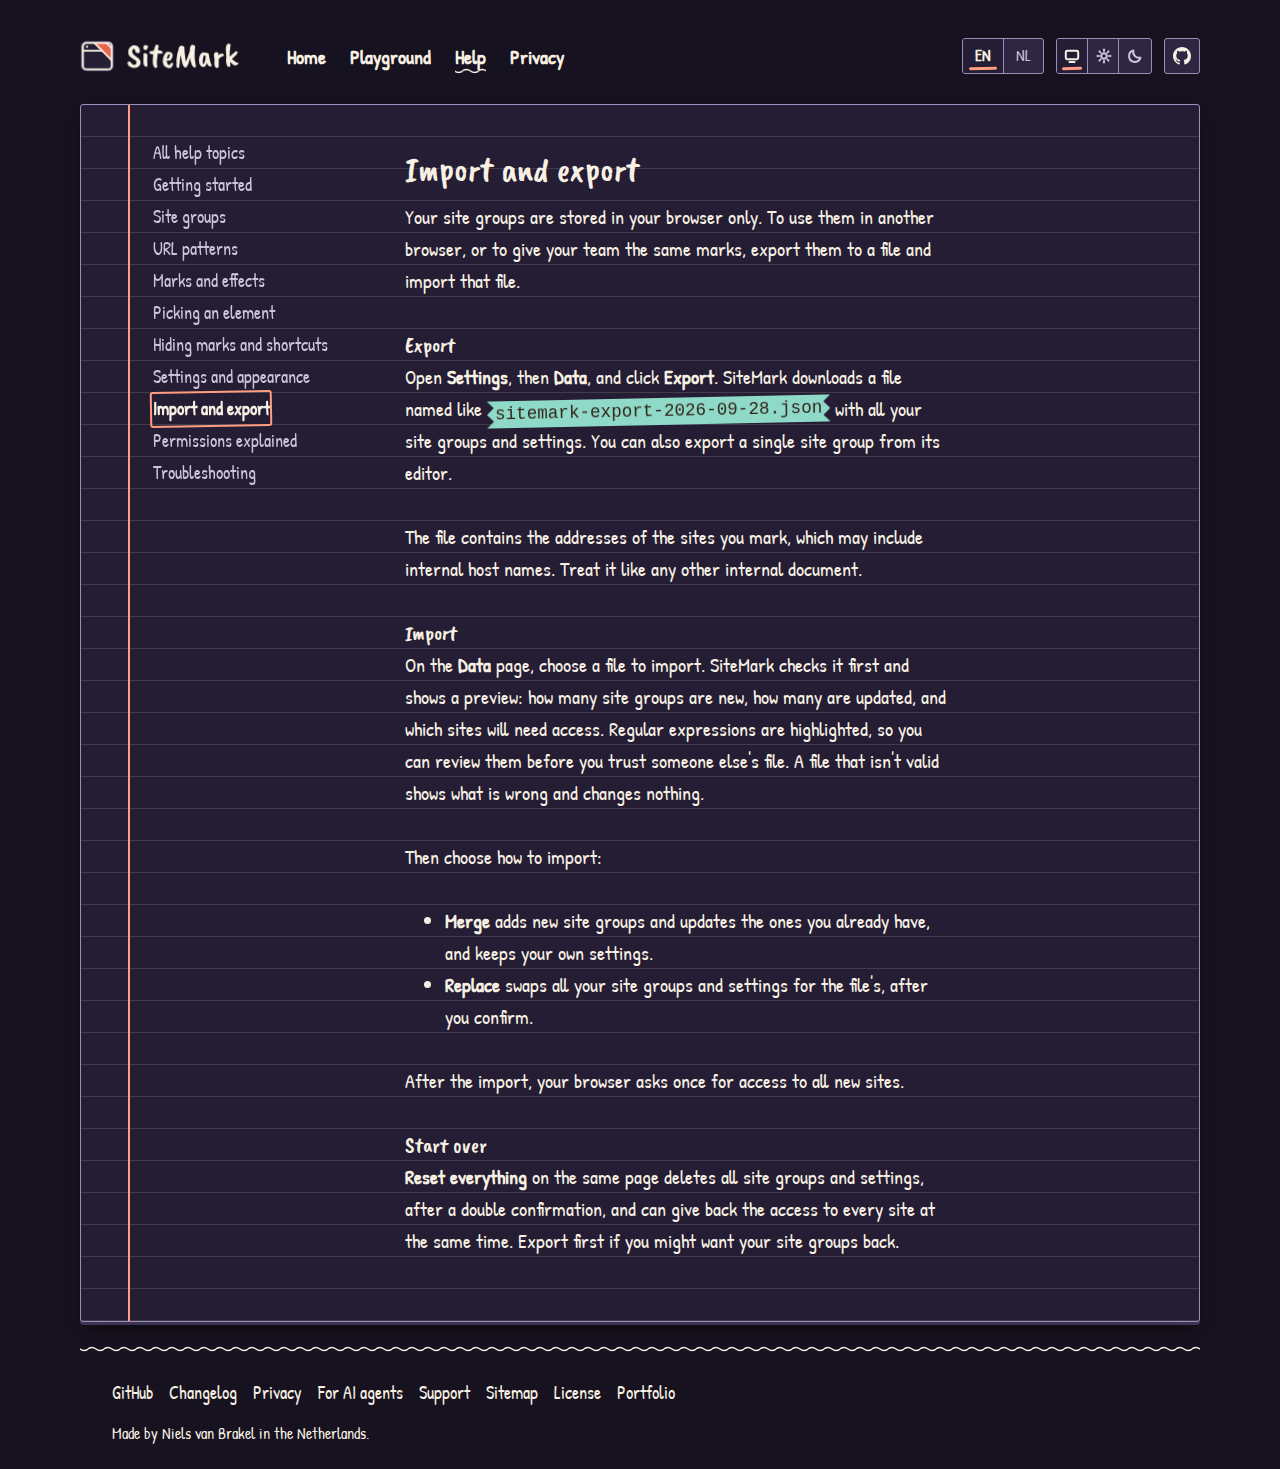 SiteMark
Home Playground Help Privacy
EN NL
All help topics
Getting started
Site groups
URL patterns
Marks and effects
Picking an element
Hiding marks and shortcuts
Settings and appearance
Import and export
Permissions explained
Troubleshooting
Import and export
Your site groups are stored in your browser only. To use them in another
browser, or to give your team the same marks, export them to a file and
import that file.
Export
Open Settings, then Data, and click Export. SiteMark downloads a file
named like sitemark-export-2026-09-28.json with all your
site groups and settings. You can also export a single site group from its
editor.
The file contains the addresses of the sites you mark, which may include
internal host names. Treat it like any other internal document.
Import
On the Data page, choose a file to import. SiteMark checks it first and
shows a preview: how many site groups are new, how many are updated, and
which sites will need access. Regular expressions are highlighted, so you
can review them before you trust someone else's file. A file that isn't valid
shows what is wrong and changes nothing.
Then choose how to import:
• Merge adds new site groups and updates the ones you already have,
and keeps your own settings.
• Replace swaps all your site groups and settings for the file's, after
you confirm.
After the import, your browser asks once for access to all new sites.
Start over
Reset everything on the same page deletes all site groups and settings,
after a double confirmation, and can give back the access to every site at
the same time. Export first if you might want your site groups back.
GitHub Changelog Privacy For AI agents Support Sitemap License Portfolio
Made by Niels van Brakel in the Netherlands.